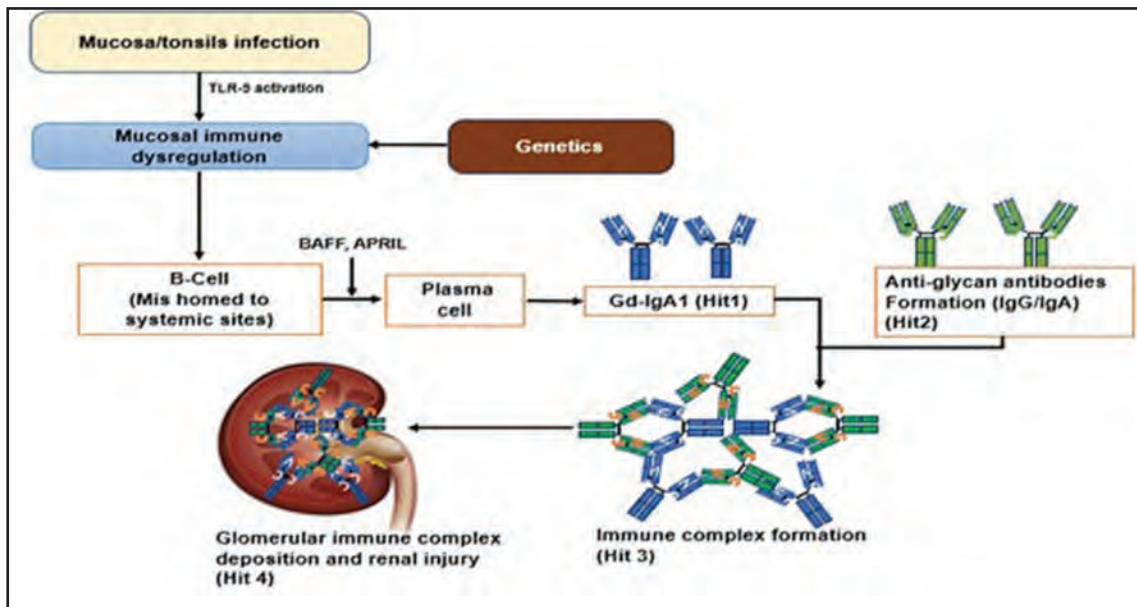 Mucosa/tonsils infection
TLR-9 activation
Mucosal immune
dysregulation
Genetics
BAFF, APRIL
B-Cell
(Mis homed to
systemic sites)
Plasma
cell
Gd-IgA1 (Hit1)
Anti-glycan antibodies
Formation (IgG/IgA)
(Hit2)
Glomerular immune complex
deposition and renal injury
(Hit 4)
Immune complex formation
(Hit 3)